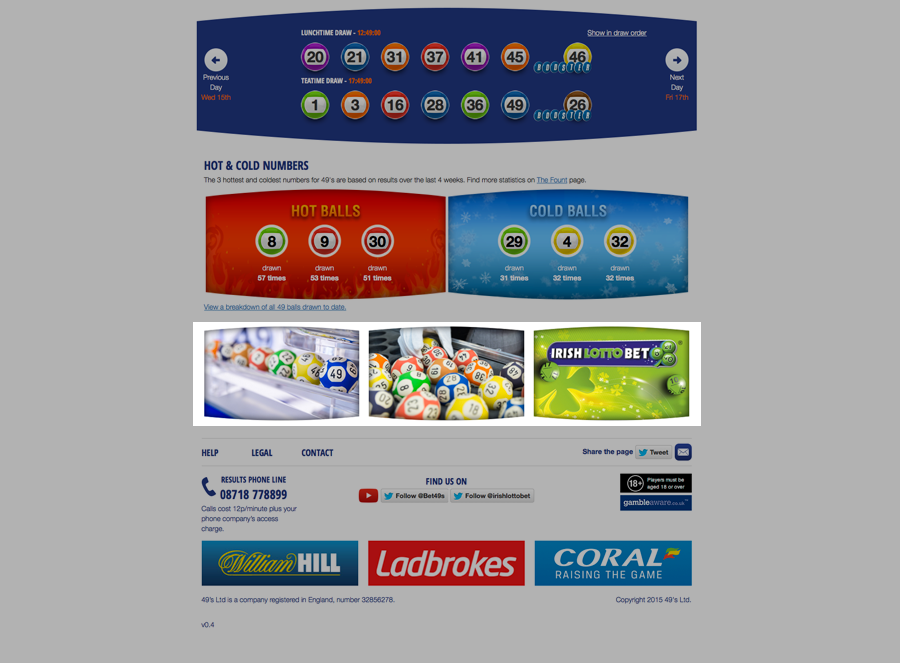 LUNCHTIME DRAW - 12:49:00
Show in draw order
20 21 31 37 41 45 46
BOOSTER
Previous
Day
Wed 15th
Next
Day
Fri 17th
TEATIME DRAW - 17:49:00
1 3 16 28 36 49 26
BOOSTER
HOT & COLD NUMBERS
The 3 hottest and coldest numbers for 49's are based on results over the last 4 weeks. Find more statistics on The Fount page.
HOT BALLS
8 9 30
drawn drawn drawn
57 times 53 times 51 times
COLD BALLS
29 4 32
drawn drawn drawn
31 times 32 times 32 times
View a breakdown of all 49 balls drawn to date.
49
IRISH LOTTO BET
HELP LEGAL CONTACT
Share the page Tweet
RESULTS PHONE LINE
08718 778899
Calls cost 12p/minute plus your
phone company's access
charge.
FIND US ON
Follow @Bet49s Follow @irishlottobet
18+ Players must be
aged 18 or over
gambleaware.co.uk
William HILL
Ladbrokes
CORAL
RAISING THE GAME
49's Ltd is a company registered in England, number 32856278.
Copyright 2015 49's Ltd.
v0.4